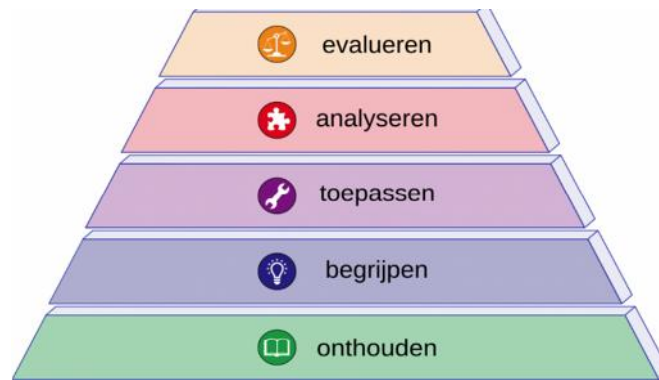 evalueren
analyseren
toepassen
begrijpen
onthouden